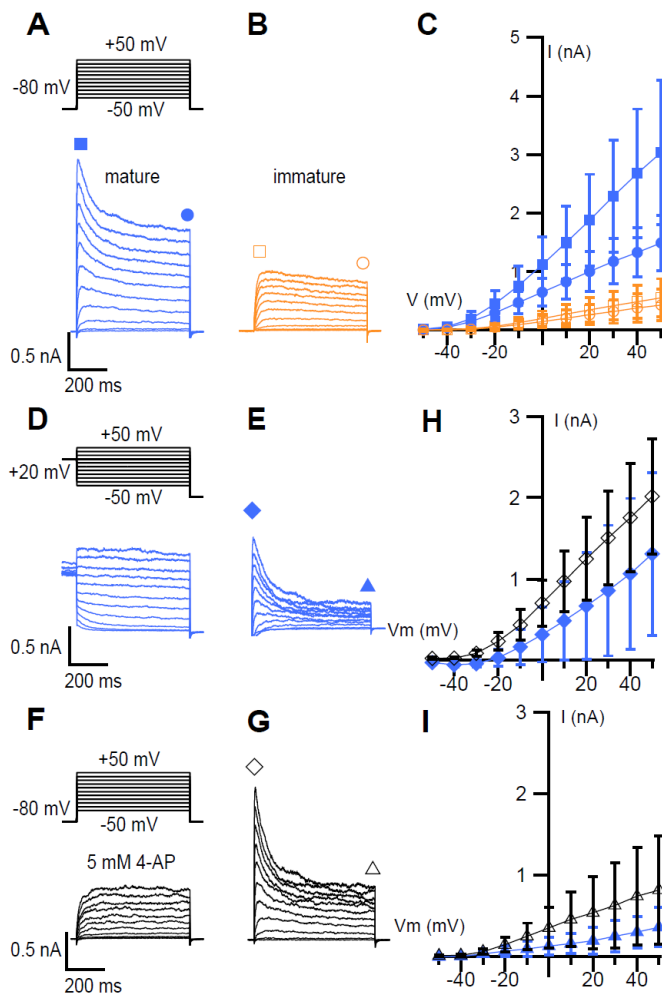 A
B
C
+50 mV
-80 mV
-50 mV
mature
immature
5
I (nA)
4
3
2
1
V (mV)
-40
-20
20
40
0.5 nA
200 ms
D
E
H
+50 mV
+20 mV
-50 mV
3
I (nA)
2
1
Vm (mV)
-40
-20
20
40
0.5 nA
200 ms
F
G
I
+50 mV
-80 mV
-50 mV
5 mM 4-AP
3
I (nA)
2
1
Vm (mV)
-40
-20
0
20
40
0.5 nA
200 ms